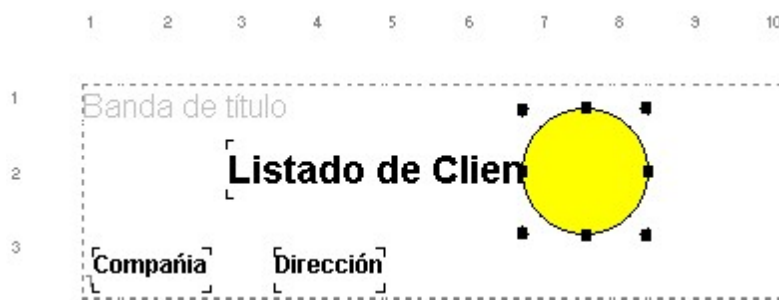 1 2 3 4 5 6 7 8 9 10
1
Banda de título
2
Listado de Clien
3
Compañia Dirección